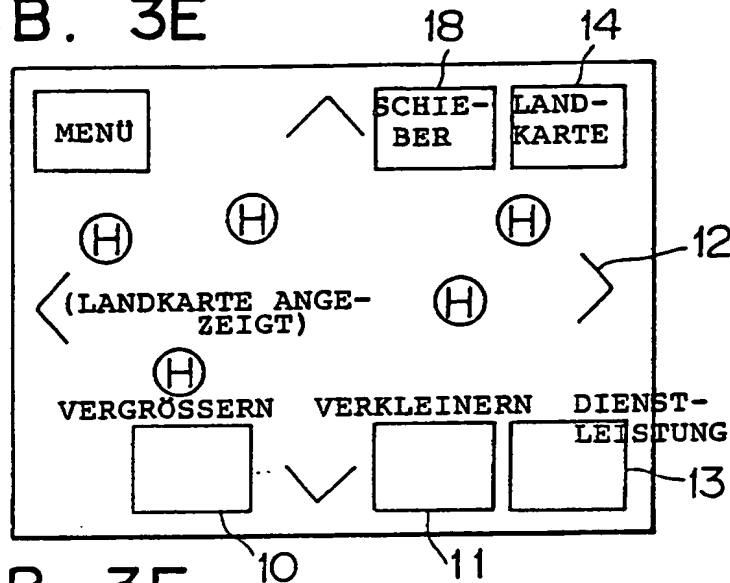 B. 3E
18 14
MENÜ
SCHIE-
BER
LAND-
KARTE
H
H
H
12
(LANDKARTE ANGE-
ZEIGT)
H
H
VERGRÖSSERN VERKLEINERN DIENST-
LEISTUNG
13
10 11